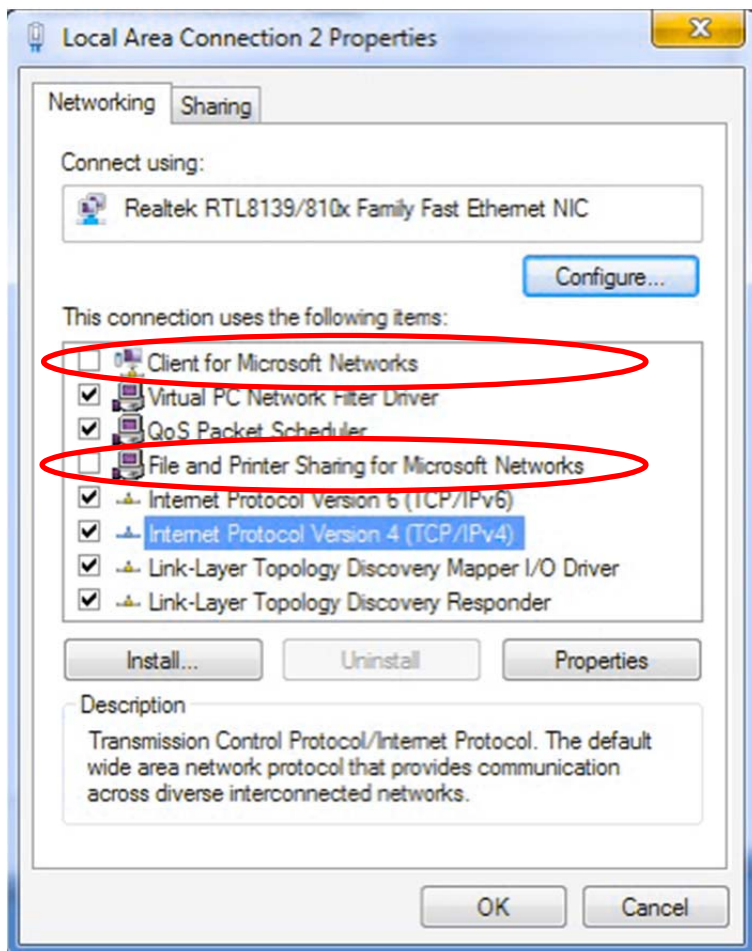 Local Area Connection 2 Properties
Networking
Sharing
Connect using:
Realtek RTL8139/810x Family Fast Ethernet NIC
Configure...
This connection uses the following items:
Client for Microsoft Networks
Virtual PC Network Filter Driver
QoS Packet Scheduler
File and Printer Sharing for Microsoft Networks
Internet Protocol Version 6 (TCP/IPv6)
Internet Protocol Version 4 (TCP/IPv4)
Link-Layer Topology Discovery Mapper I/O Driver
Link-Layer Topology Discovery Responder
Install...
Uninstall
Properties
Description
Transmission Control Protocol/Internet Protocol. The default
wide area network protocol that provides communication
across diverse interconnected networks.
OK
Cancel